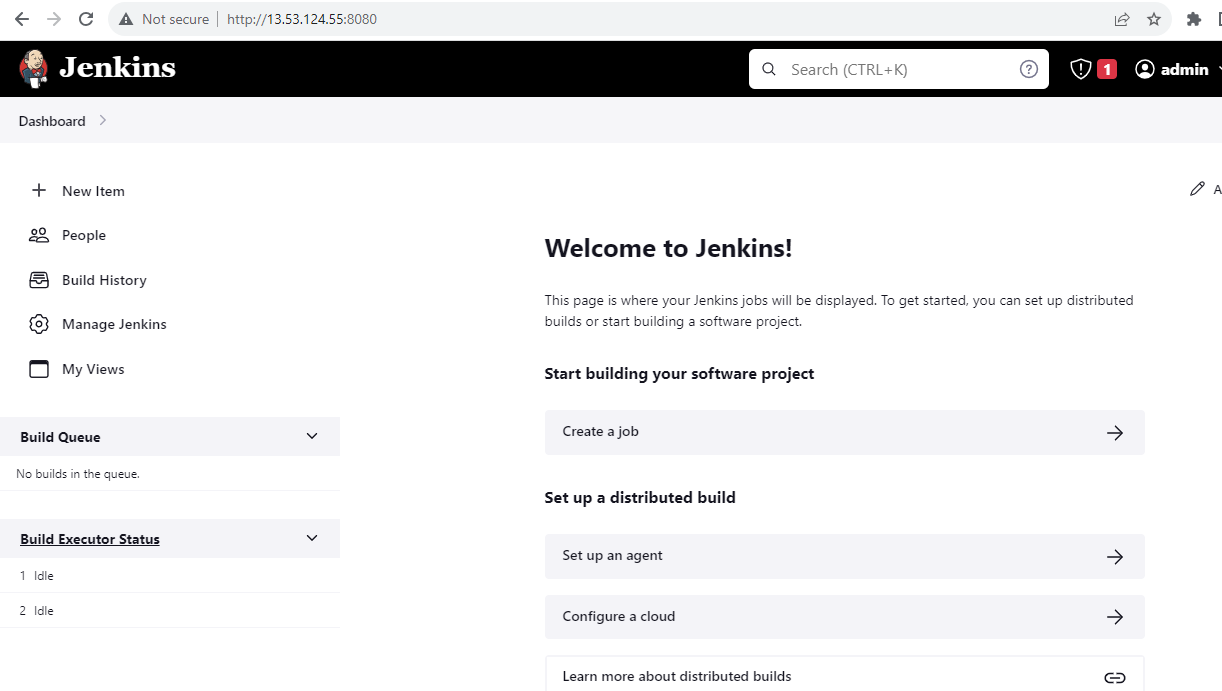 Not secure http://13.53.124.55:8080
Jenkins
Search (CTRL+K)
1
admin
Dashboard
New Item
People
Build History
Manage Jenkins
My Views
Build Queue
No builds in the queue.
Build Executor Status
1 Idle
2 Idle
A
Welcome to Jenkins!
This page is where your Jenkins jobs will be displayed. To get started, you can set up distributed
builds or start building a software project.
Start building your software project
Create a job
Set up a distributed build
Set up an agent
Configure a cloud
Learn more about distributed builds